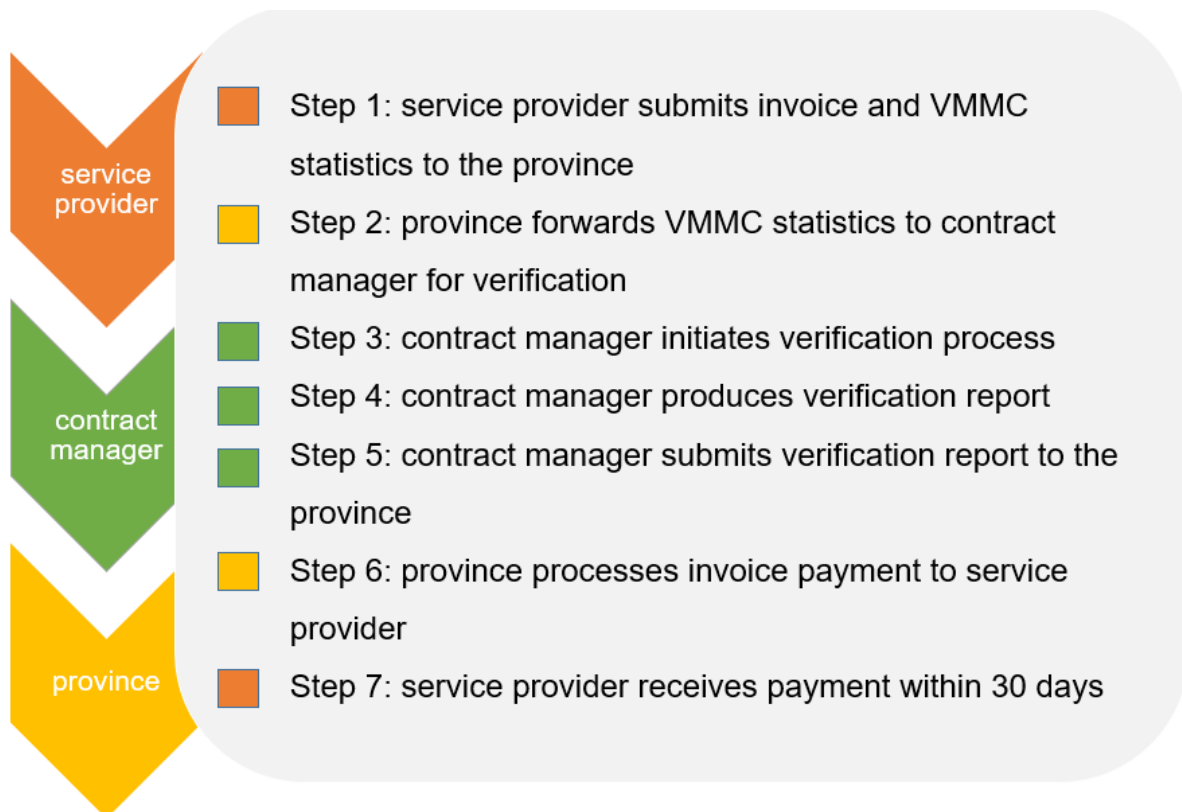 service
provider
contract
manager
province
Step 1: service provider submits invoice and VMMC
statistics to the province
Step 2: province forwards VMMC statistics to contract
manager for verification
Step 3: contract manager initiates verification process
Step 4: contract manager produces verification report
Step 5: contract manager submits verification report to the
province
Step 6: province processes invoice payment to service
provider
Step 7: service provider receives payment within 30 days